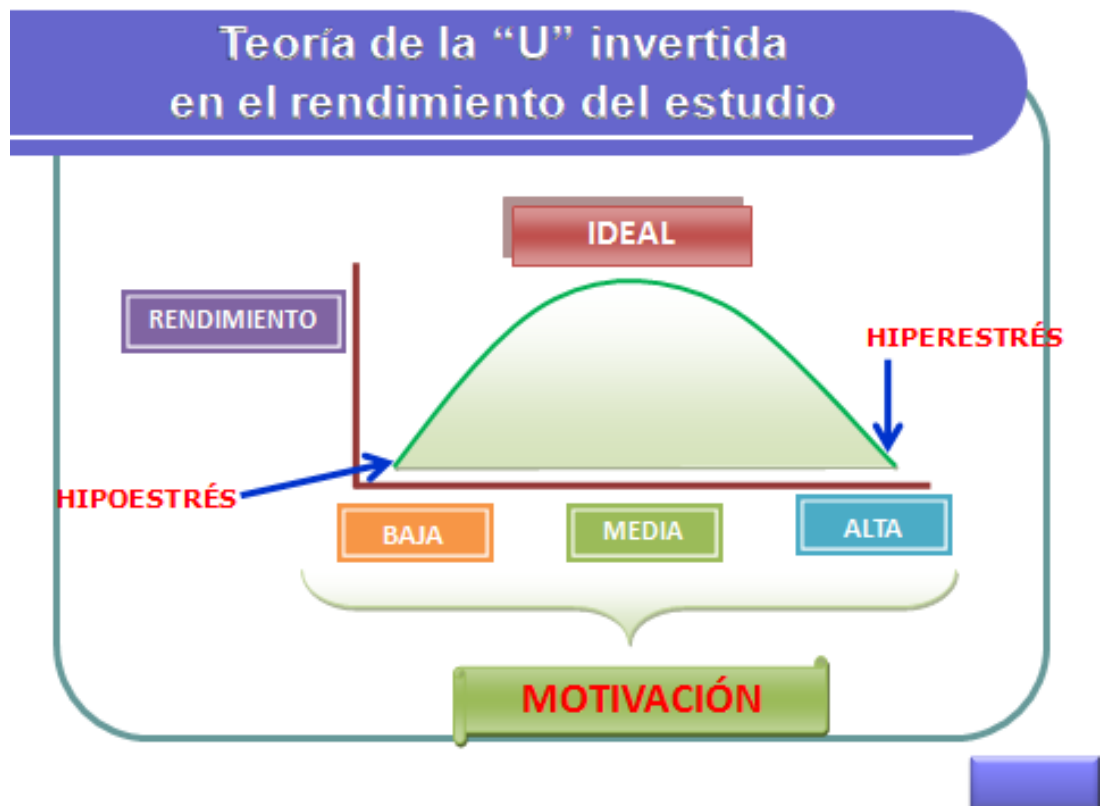 Teoría de la “U” invertida
en el rendimiento del estudio
IDEAL
RENDIMIENTO
HIPERESTRÉS
HIPOESTRÉS
BAJA
MEDIA
ALTA
MOTIVACIÓN